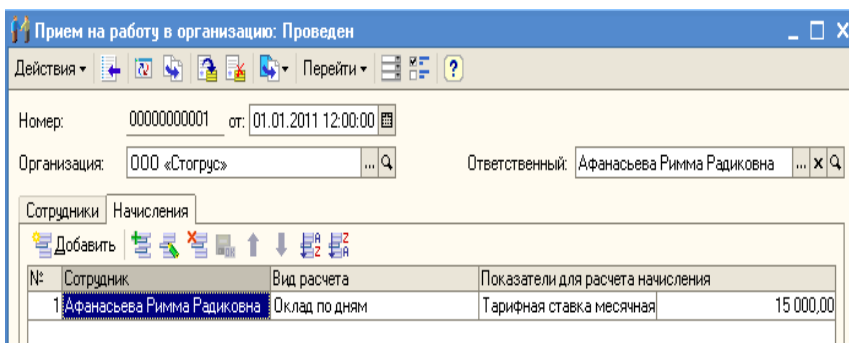 Прием на работу в организацию: Проведен
Действия Перейти ?
Номер: 00000000001 от: 01.01.2011 12:00:00
Организация: ООО «Стогрус» ... Ответственный: Афанасьева Римма Радиковна ... x
Сотрудники Начисления
Добавить
№ Сотрудник Вид расчета Показатели для расчета начисления
1 Афанасьева Римма Радиковна Оклад по дням Тарифная ставка месячная 15 000,00